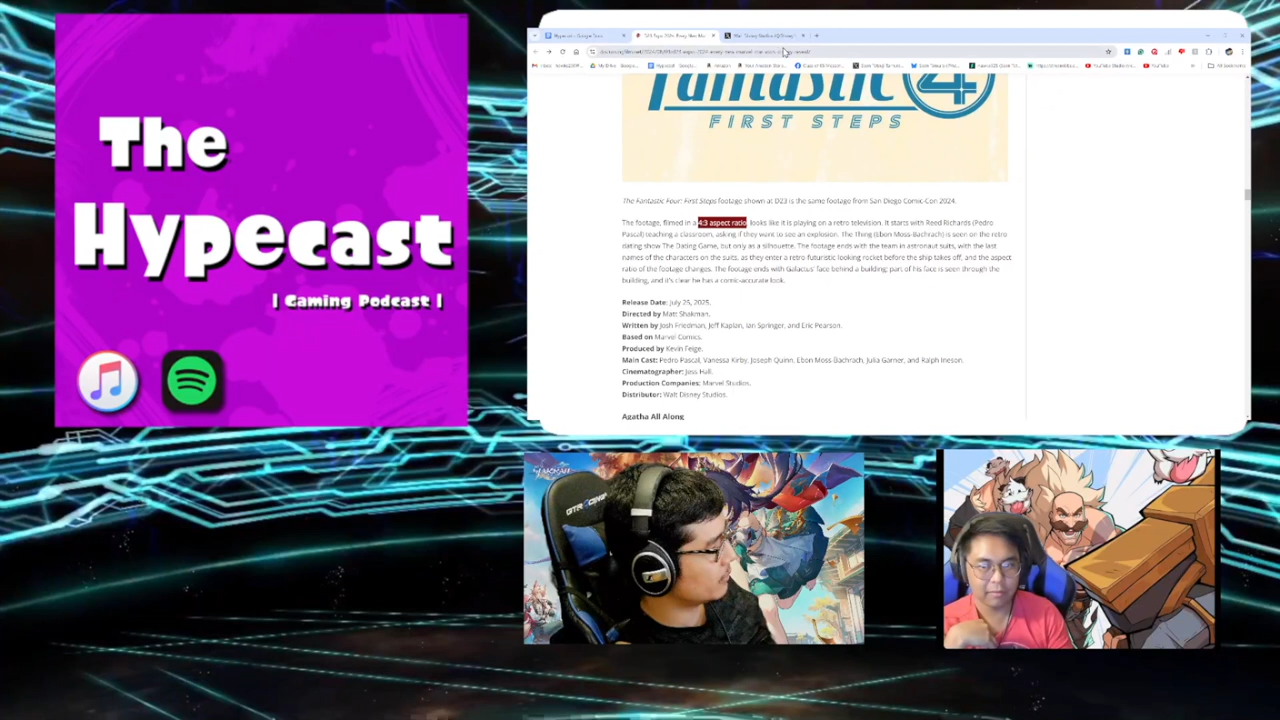 The
Hypecast
| Gaming Podcast |
Fantastic 4
FIRST STEPS
The Fantastic Four: First Steps footage shown at D23 is the same footage from San Diego Comic-Con 2024.
The footage, filmed in a 4:3 aspect ratio, looks like it is playing on a retro television. It starts with Reed Richards (Pedro
Pascal) teaching a classroom, asking if they want to see an explosion. The Thing (Ebon Moss-Bachrach) is seen on the retro
dating show The Dating Game, but only as a silhouette. The footage ends with the team in astronaut suits, with the last
names of the characters on the suits, as they enter a retro futuristic looking rocket before the ship takes off, and the aspect
ratio of the footage changes. The footage ends with Galactus' face behind a building; part of his face is seen through the
building, and it's clear he has a comic-accurate look.
Release Date: July 25, 2025.
Directed by Matt Shakman.
Written by Josh Friedman, Jeff Kaplan, Ian Springer, and Eric Pearson.
Based on Marvel Comics.
Produced by Kevin Feige.
Main Cast: Pedro Pascal, Vanessa Kirby, Joseph Quinn, Ebon Moss-Bachrach, Julia Garner, and Ralph Ineson.
Cinematographer: Jess Hall.
Production Companies: Marvel Studios.
Distributor: Walt Disney Studios.
Agatha All Along